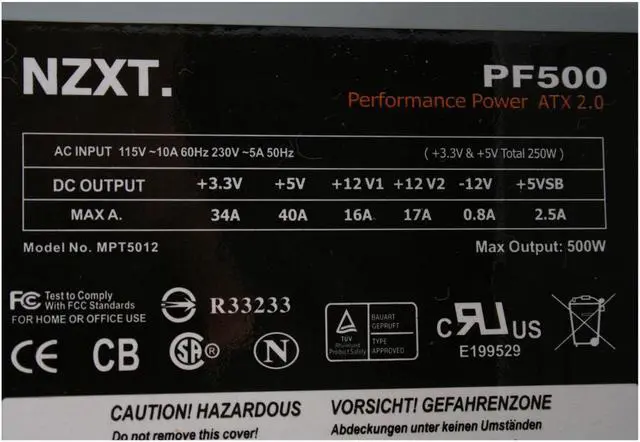 NZXT.
PF500
Performance Power ATX 2.0
AC INPUT 115V ~10A 60Hz 230V ~5A 50Hz (+3.3V & +5V Total 250W)
DC OUTPUT +3.3V +5V +12 V1 +12 V2 -12V +5VSB
MAX A. 34A 40A 16A 17A 0.8A 2.5A
Model No. MPT5012 Max Output: 500W
FC Test to Comply
With FCC Standards
FOR HOME OR OFFICE USE
R33233
CE CB SA® N
TÜV
Rheinland
Product Safety
BAUART
GEPRÜFT
TYPE
APPROVED
c RU US
E199529
CAUTION! HAZARDOUS VORSICHT! GEFAHRENZONE
Do not remove this cover! Abdeckungen unter keinen Umständen